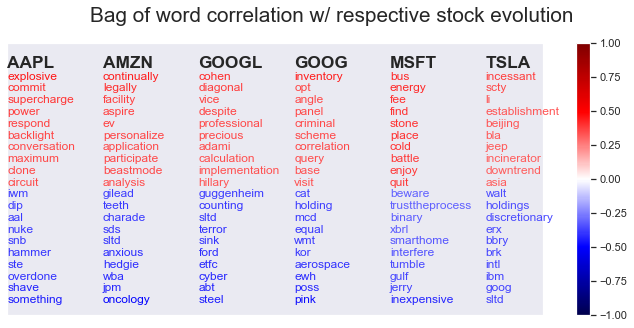 Bag of word correlation w/ respective stock evolution
AAPL AMZN GOOGL GOOG MSFT TSLA
explosive continually cohen inventory bus incessant
commit legally diagonal opt energy scty
supercharge facility vice angle fee li
power aspire despite panel find establishment
respond ev professional criminal stone beijing
backlight personalize precious scheme place bla
conversation application adami correlation cold jeep
maximum participate calculation query battle incinerator
clone beastmode implementation base enjoy downtrend
circuit analysis hillary visit quit asia
iwm gilead guggenheim cat beware walt
dip teeth counting holding trusttheprocess holdings
aal charade sltd mcd binary discretionary
nuke sds terror equal xbrl erx
snb sltd sink wmt smarthome bbry
hammer anxious ford kor interfere brk
ste hedgie etfc aerospace tumble intl
overdone wba cyber ewh gulf ibm
shave jpm abt poss jerry goog
something oncology steel pink inexpensive sltd
1.00
0.75
0.50
0.25
0.00
−0.25
−0.50
−0.75
−1.00